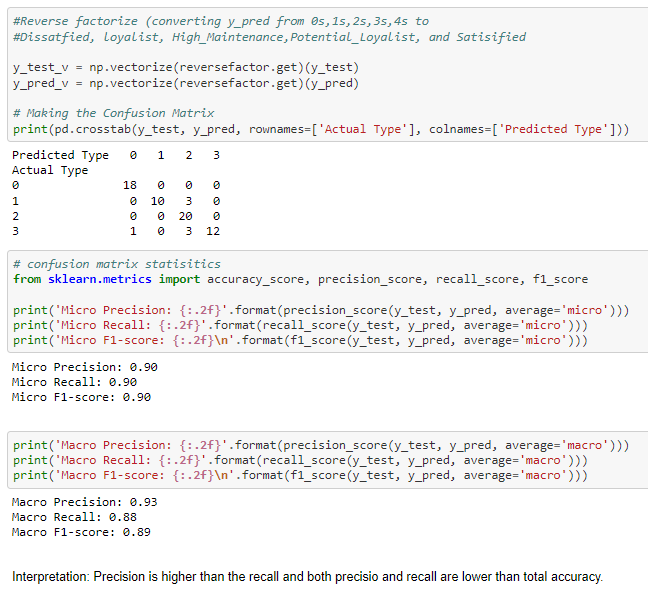 #Reverse factorize (converting y_pred from 0s,1s,2s,3s,4s to
#Dissatfied, loyalist, High_Maintenance,Potential_Loyalist, and Satisified
y_test_v = np.vectorize(reversefactor.get)(y_test)
y_pred_v = np.vectorize(reversefactor.get)(y_pred)
# Making the Confusion Matrix
print(pd.crosstab(y_test, y_pred, rownames=['Actual Type'], colnames=['Predicted Type']))
Predicted Type 0 1 2 3
Actual Type
0 18 0 0 0
1 0 10 3 0
2 0 0 20 0
3 1 0 3 12
# confusion matrix statisitics
from sklearn.metrics import accuracy_score, precision_score, recall_score, f1_score
print('Micro Precision: {:.2f}'.format(precision_score(y_test, y_pred, average='micro')))
print('Micro Recall: {:.2f}'.format(recall_score(y_test, y_pred, average='micro')))
print('Micro F1-score: {:.2f}\n'.format(f1_score(y_test, y_pred, average='micro')))
Micro Precision: 0.90
Micro Recall: 0.90
Micro F1-score: 0.90
print('Macro Precision: {:.2f}'.format(precision_score(y_test, y_pred, average='macro')))
print('Macro Recall: {:.2f}'.format(recall_score(y_test, y_pred, average='macro')))
print('Macro F1-score: {:.2f}\n'.format(f1_score(y_test, y_pred, average='macro')))
Macro Precision: 0.93
Macro Recall: 0.88
Macro F1-score: 0.89
Interpretation: Precision is higher than the recall and both precisio and recall are lower than total accuracy.